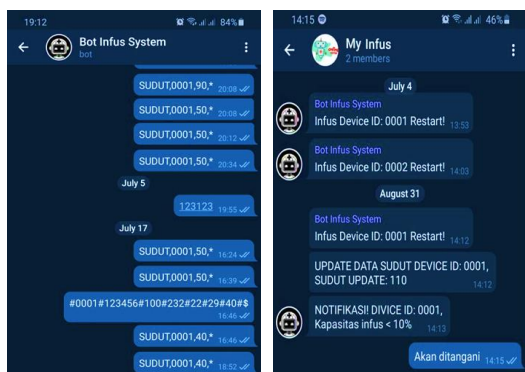 19:12
84%
Bot Infus System
bot
SUDUT,0001,90,* 20:08
SUDUT,0001,50,* 20:08
SUDUT,0001,50,* 20:12
SUDUT,0001,50,* 20:34
July 5
123123 19:55
July 17
SUDUT,0001,50,* 16:24
SUDUT,0001,50,* 16:39
#0001#123456#100#232#22#29#40#$
16:46
SUDUT,0001,40,* 16:46
SUDUT,0001,40,* 18:52
14:15
46%
My Infus
2 members
July 4
Bot Infus System
Infus Device ID: 0001 Restart! 13:53
Bot Infus System
Infus Device ID: 0002 Restart! 14:03
August 31
Bot Infus System
Infus Device ID: 0001 Restart! 14:12
UPDATE DATA SUDUT DEVICE ID: 0001,
SUDUT UPDATE: 110 14:12
NOTIFIKASI! DIVICE ID: 0001,
Kapasitas infus < 10% 14:13
Akan ditangani 14:15